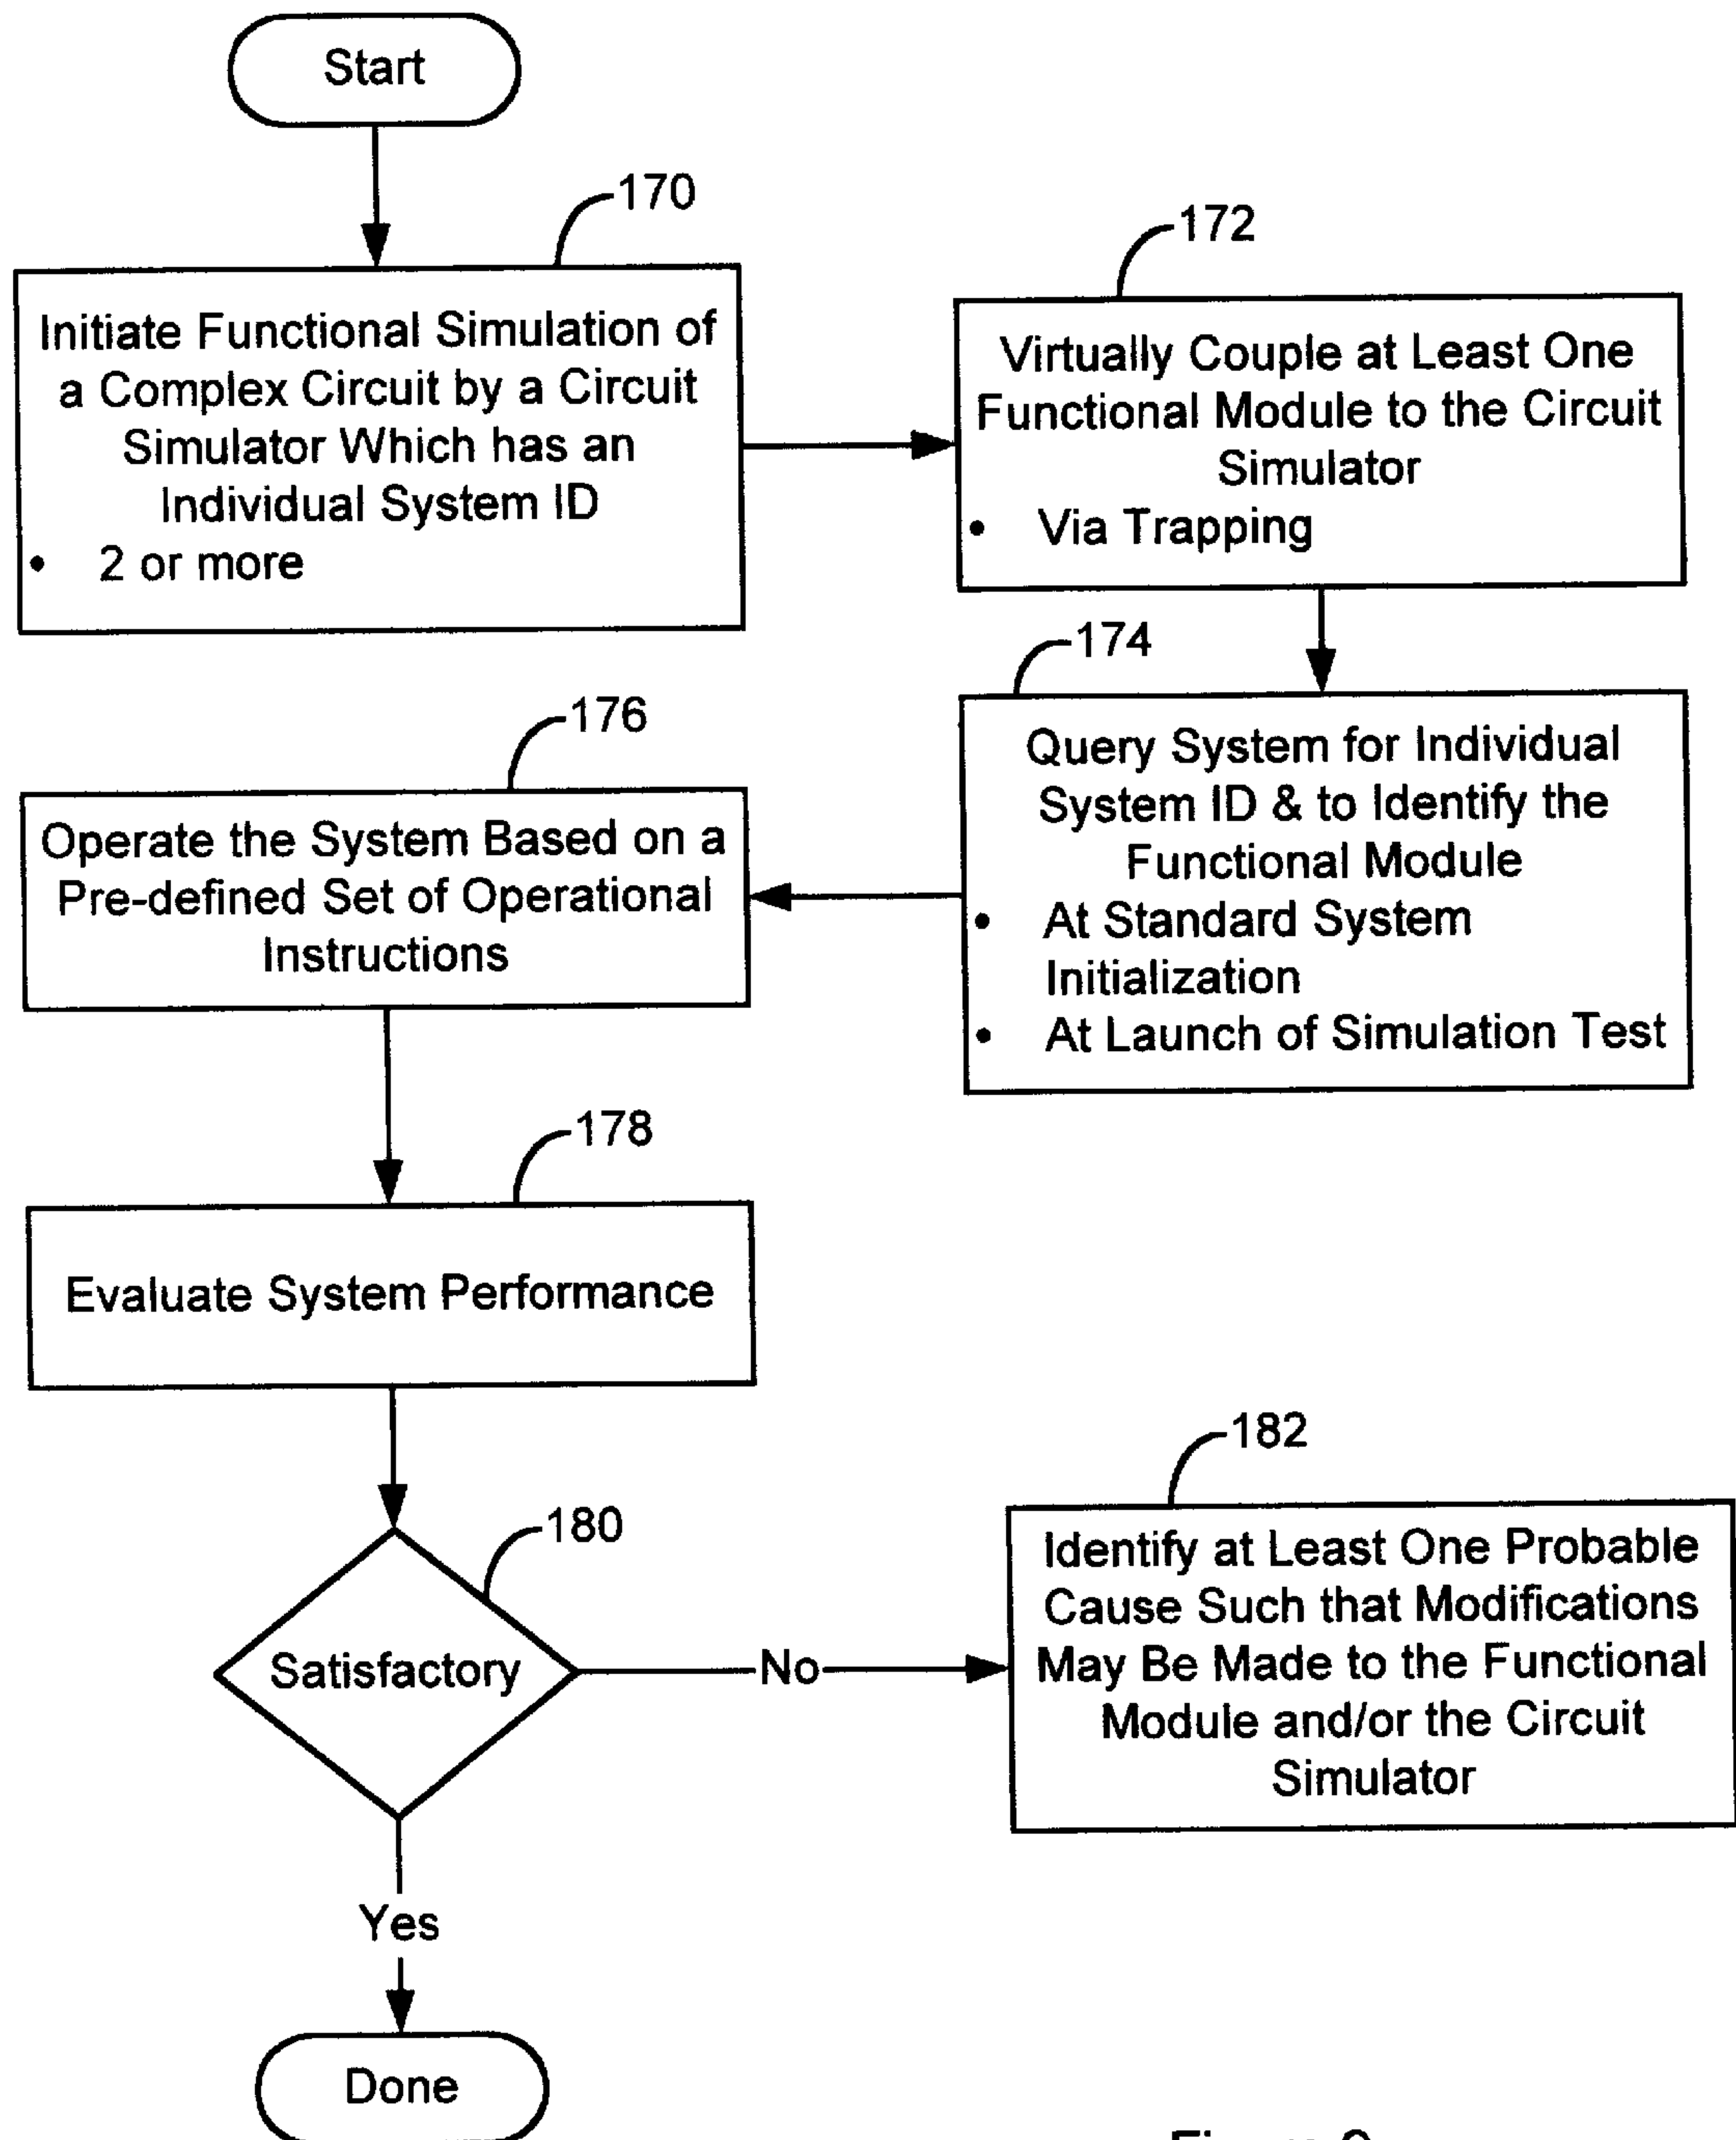 Start
170
Initiate Functional Simulation of
a Complex Circuit by a Circuit
Simulator Which has an
Individual System ID
• 2 or more
172
Virtually Couple at Least One
Functional Module to the Circuit
Simulator
• Via Trapping
174
Query System for Individual
System ID & to Identify the
Functional Module
• At Standard System
Initialization
• At Launch of Simulation Test
176
Operate the System Based on a
Pre-defined Set of Operational
Instructions
178
Evaluate System Performance
180
Satisfactory
No
182
Identify at Least One Probable
Cause Such that Modifications
May Be Made to the Functional
Module and/or the Circuit
Simulator
Yes
Done